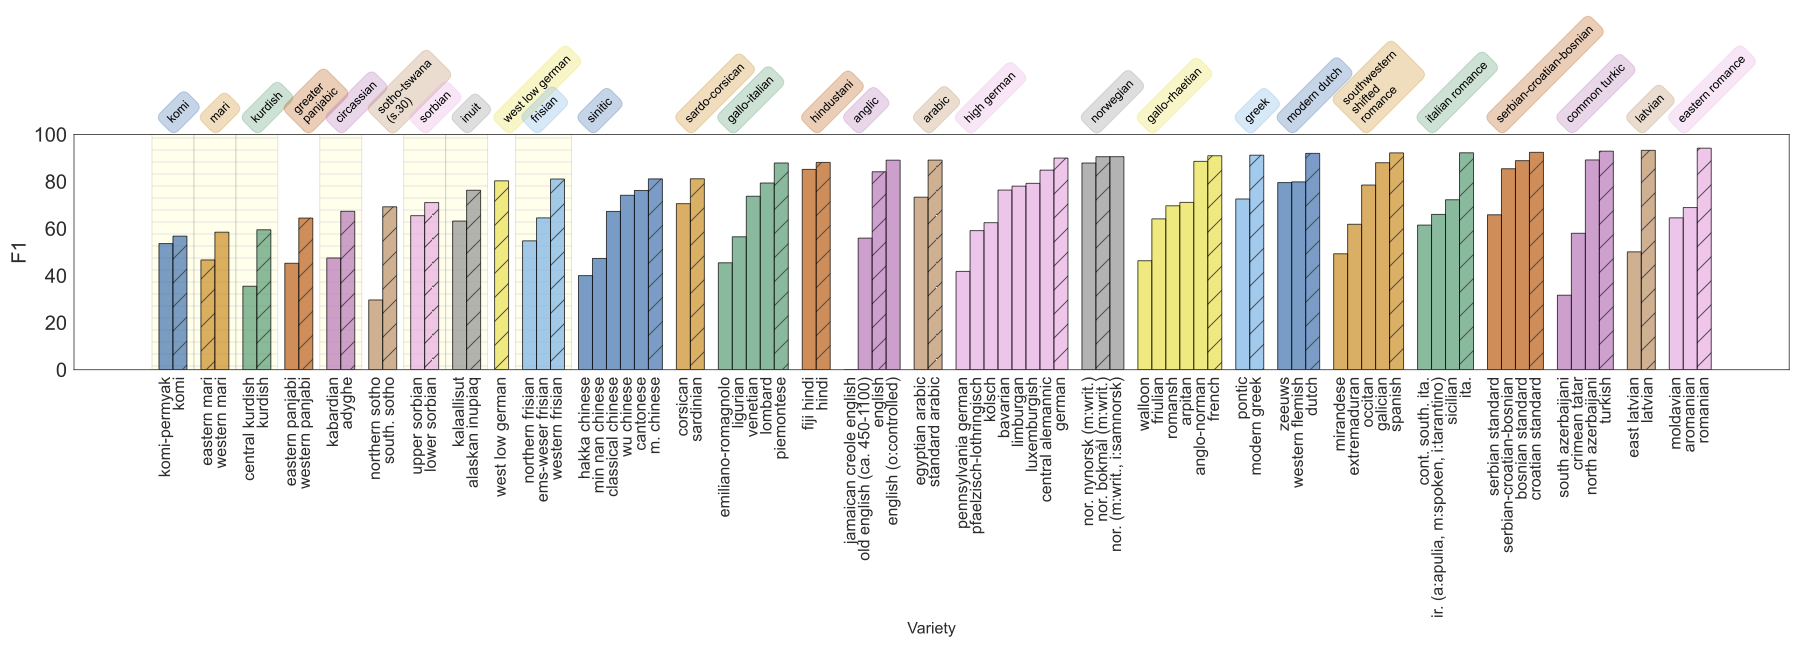 komi
mari
kurdish
greater
panjabic
circassian
sotho-tswana
(s.30)
sorbian
inuit
west low german
frisian
sinitic
sardo-corsican
gallo-italian
hindustani
anglic
arabic
high german
norwegian
gallo-rhaetian
greek
modern dutch
southwestern
shifted
romance
italian romance
serbian-croatian-bosnian
common turkic
latvian
eastern romance
F1
100
80
60
40
20
0
komi-permyak
komi
eastern mari
western mari
central kurdish
kurdish
eastern panjabi
western panjabi
kabardian
adyghe
northern sotho
south. sotho
upper sorbian
lower sorbian
kalaallisut
alaskan inupiaq
west low german
northern frisian
ems-weser frisian
western frisian
hakka chinese
min nan chinese
classical chinese
wu chinese
cantonese
m. chinese
corsican
sardinian
emiliano-romagnolo
ligurian
venetian
lombard
piemontese
fiji hindi
hindi
jamaican creole english
old english (ca. 450-1100)
english
english (o:controlled)
egyptian arabic
standard arabic
pennsylvania german
pfaelzisch-lothringisch
kölsch
bavarian
limburgan
luxemburgish
central alemannic
german
nor. nynorsk (m:writ.)
nor. bokmål (m:writ.)
nor. (m:writ., i:samnorsk)
walloon
friulian
romansh
arpitan
anglo-norman
french
pontic
modern greek
zeeuws
western flemish
dutch
mirandese
extremaduran
occitan
galician
spanish
cont. south. ita.
ir. (a:apulia, m:spoken, i:tarantino)
sicilian
ita.
serbian standard
serbian-croatian-bosnian
bosnian standard
croatian standard
south azerbaijani
crimean tatar
north azerbaijani
turkish
east latvian
latvian
moldavian
aromanian
romanian
Variety